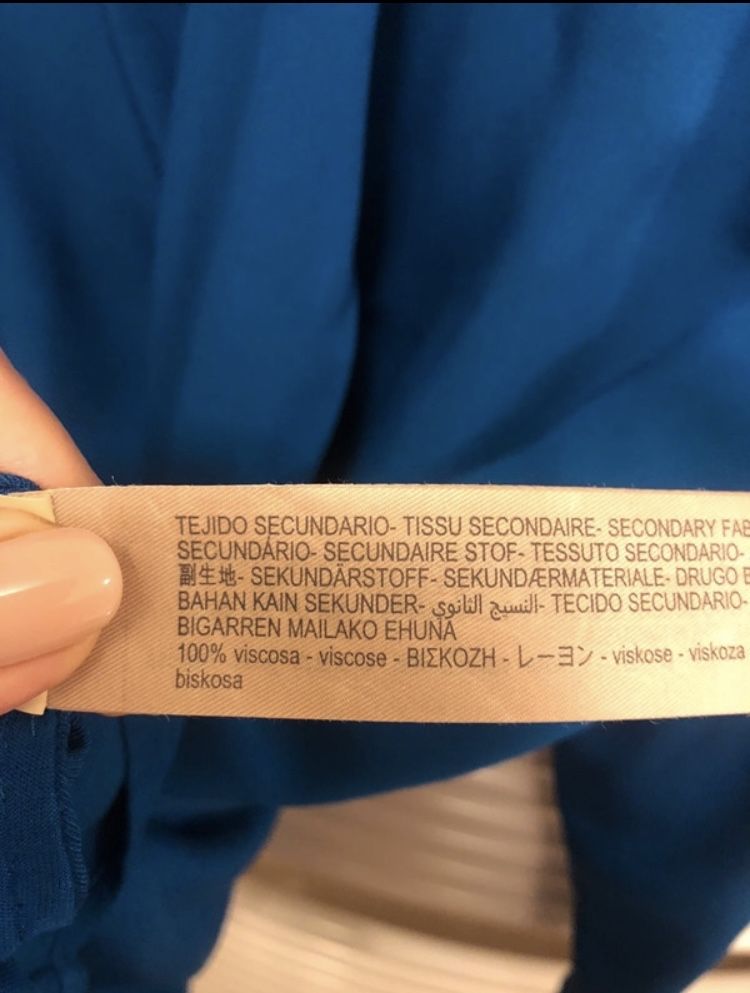 TEJIDO SECUNDARIO- TISSU SECONDAIRE- SECONDARY FAB
SECUNDÁRIO- SECUNDAIRE STOF- TESSUTO SECONDARIO-
副生地- SEKUNDÄRSTOFF- SEKUNDÆRMATERIALE- DRUGO
BAHAN KAIN SEKUNDER- النسيج الثانوي- TECIDO SECUNDARIO-
BIGARREN MAILAKO EHUNA
100% viscosa - viscose - ΒΙΣΚΟΖΗ - レーヨン - viskose - viskoza
biskosa